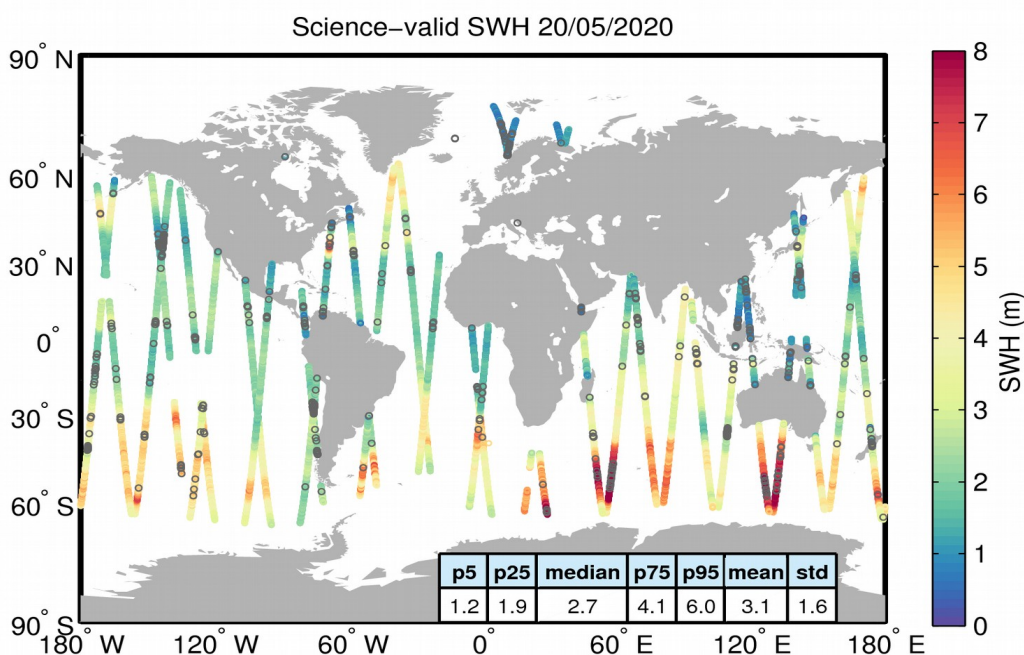 Science−valid SWH 20/05/2020
90° N
60° N
30° N
0°
30° S
60° S
90° S
180° W
120° W
60° W
0°
60° E
120° E
180° E
p5 p25 median p75 p95 mean std
1.2 1.9 2.7 4.1 6.0 3.1 1.6
8
7
6
5
4
3
2
1
0
SWH (m)